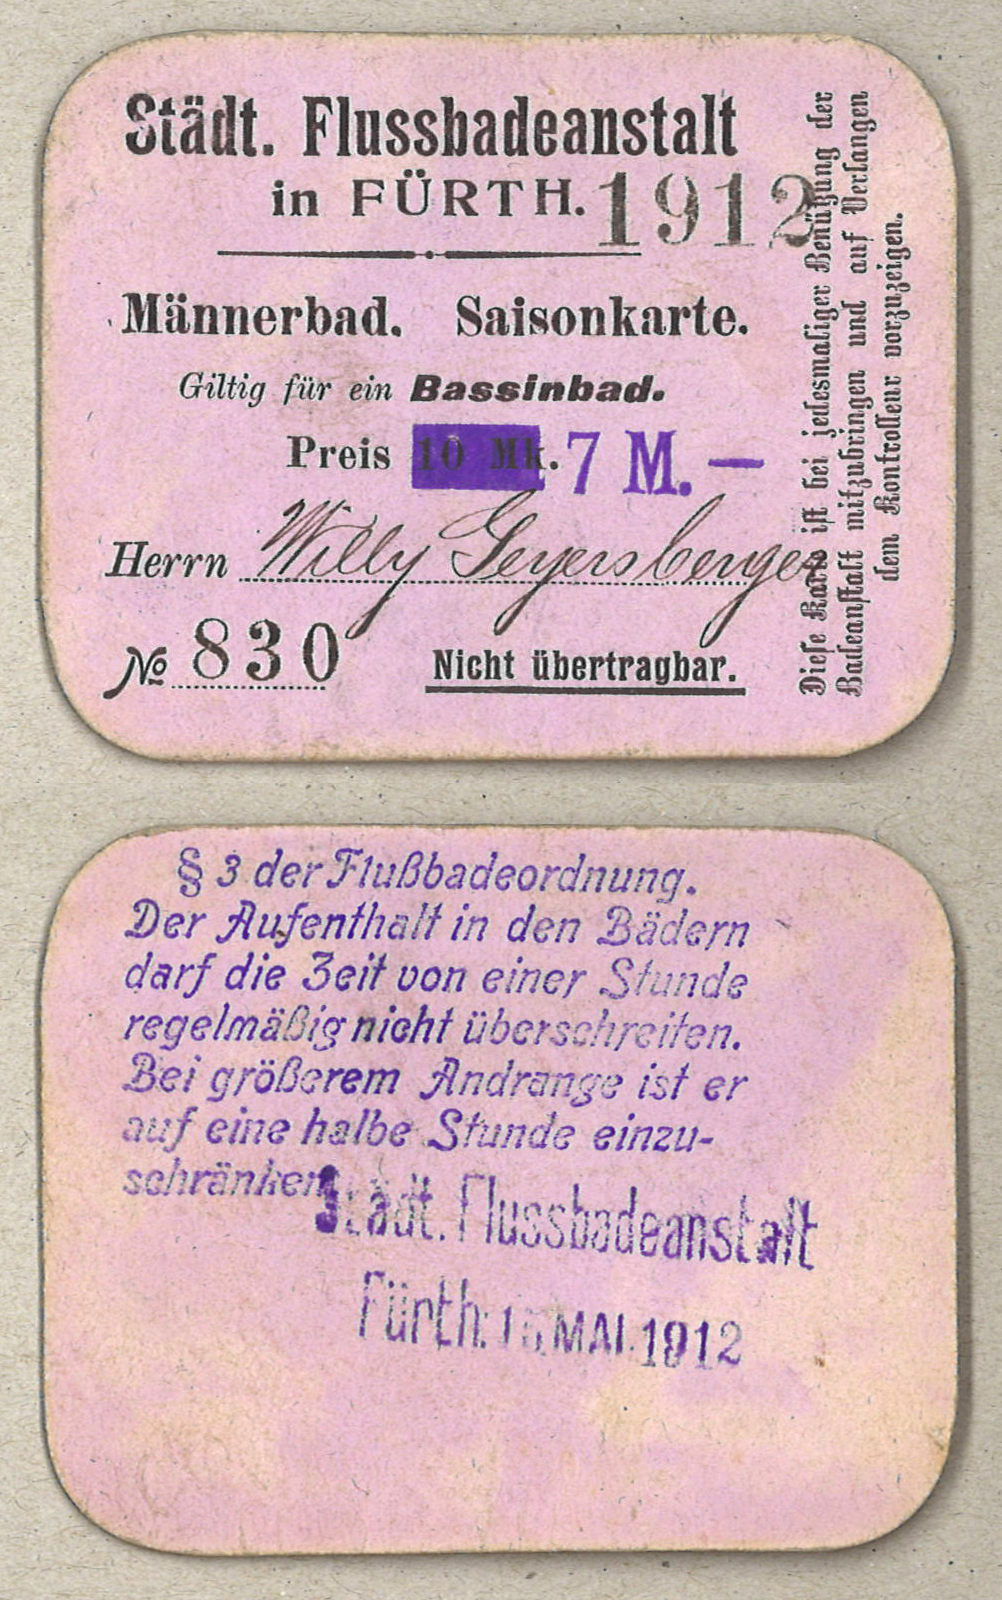 Städt. Flussbadeanstalt
in FÜRTH. 1912
Männerbad. Saisonkarte.
Giltig für ein Bassinbad.
Preis 10 Mk. 7 M. —
Herrn Willy Geyersberger
No 830
Nicht übertragbar.
Diese Karte ist bei jedesmaliger Benützung der
Badeanstalt mitzubringen und auf Verlangen
den Kontrolleur vorzuzeigen.
§ 3 der Flußbadeordnung.
Der Aufenthalt in den Bädern
darf die Zeit von einer Stunde
regelmäßig nicht überschreiten.
Bei größerem Andrange ist er
auf eine halbe Stunde einzu-
schränken
Städt. Flussbadeanstalt
Fürth. MAI. 1912